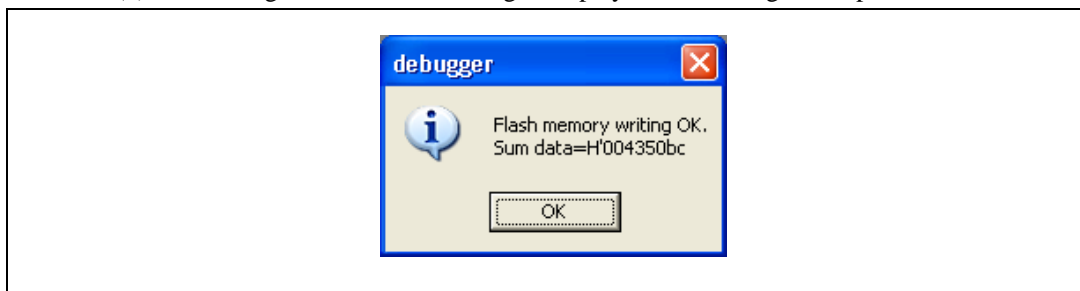 debugger
Flash memory writing OK.
Sum data=H'004350bc
OK